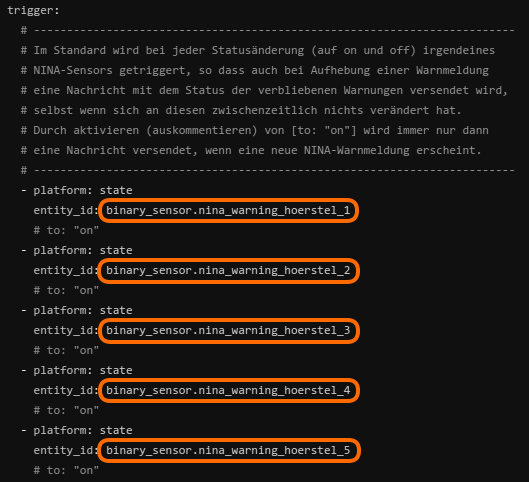 trigger:
# -----------------------------------------------------------------------
# Im Standard wird bei jeder Statusänderung (auf on und off) irgendeines
# NINA-Sensors getriggert, so dass auch bei Aufhebung einer Warnmeldung
# eine Nachricht mit dem Status der verbliebenen Warnungen versendet wird,
# selbst wenn sich an diesen zwischenzeitlich nichts verändert hat.
# Durch aktivieren (auskommentieren) von [to: "on"] wird immer nur dann
# eine Nachricht versendet, wenn eine neue NINA-Warnmeldung erscheint.
# -----------------------------------------------------------------------
- platform: state
entity_id: binary_sensor.nina_warning_hoerstel_1
# to: "on"
- platform: state
entity_id: binary_sensor.nina_warning_hoerstel_2
# to: "on"
- platform: state
entity_id: binary_sensor.nina_warning_hoerstel_3
# to: "on"
- platform: state
entity_id: binary_sensor.nina_warning_hoerstel_4
# to: "on"
- platform: state
entity_id: binary_sensor.nina_warning_hoerstel_5
# to: "on"